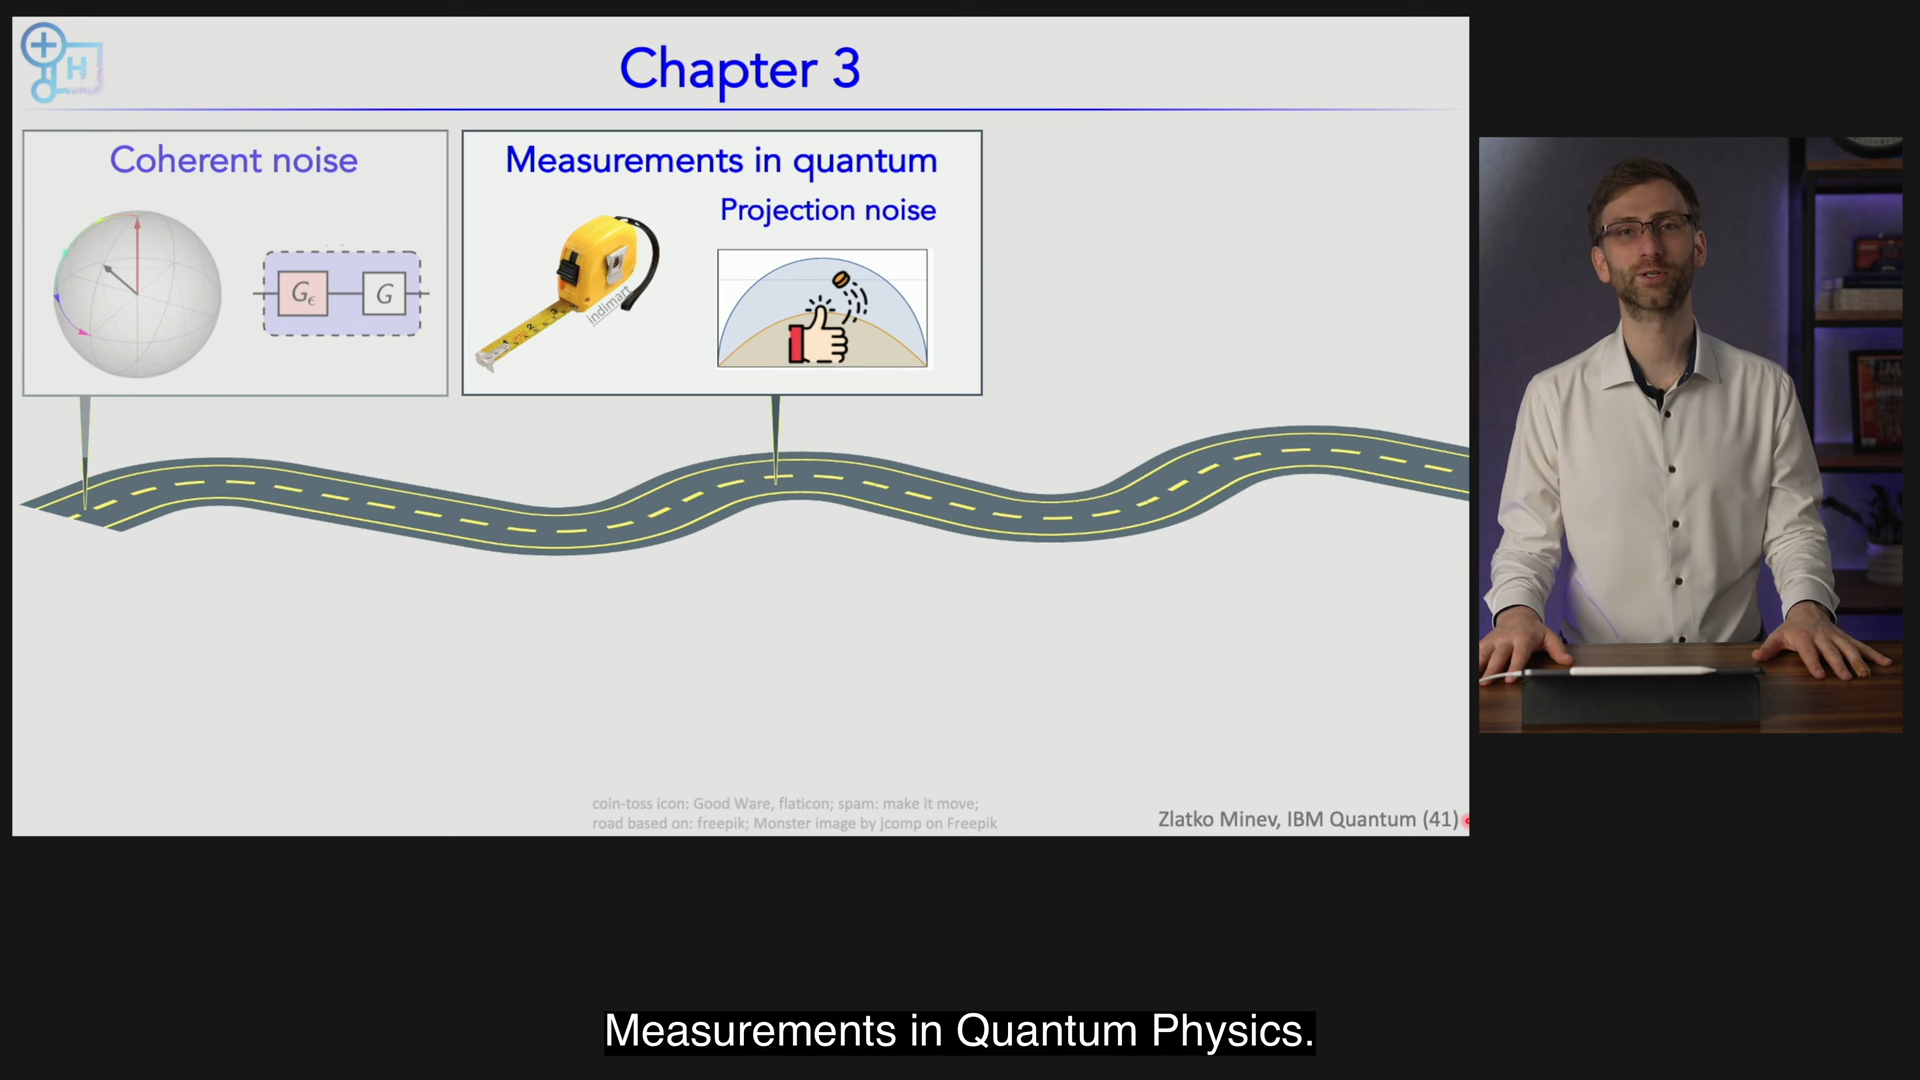 H
Chapter 3
Coherent noise
Gϵ
G
Measurements in quantum
Projection noise
2
3
indimart
coin-toss icon: Good Ware, flaticon; spam: make it move;
road based on: freepik; Monster image by jcomp on Freepik
Zlatko Minev, IBM Quantum (41)
Measurements in Quantum Physics.